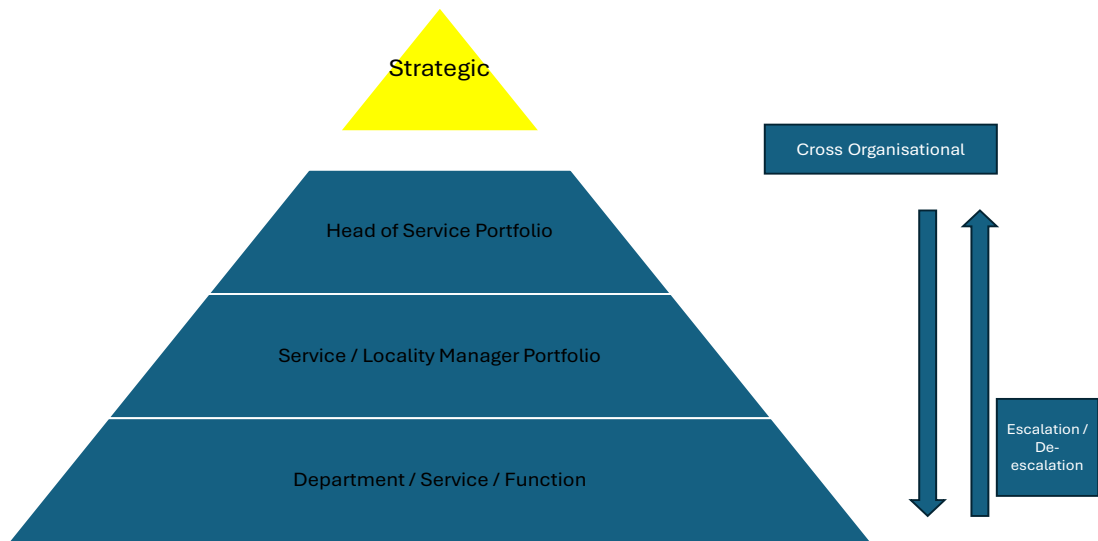 Strategic
Cross Organisational
Head of Service Portfolio
Service / Locality Manager Portfolio
Escalation /
De-
escalation
Department / Service / Function